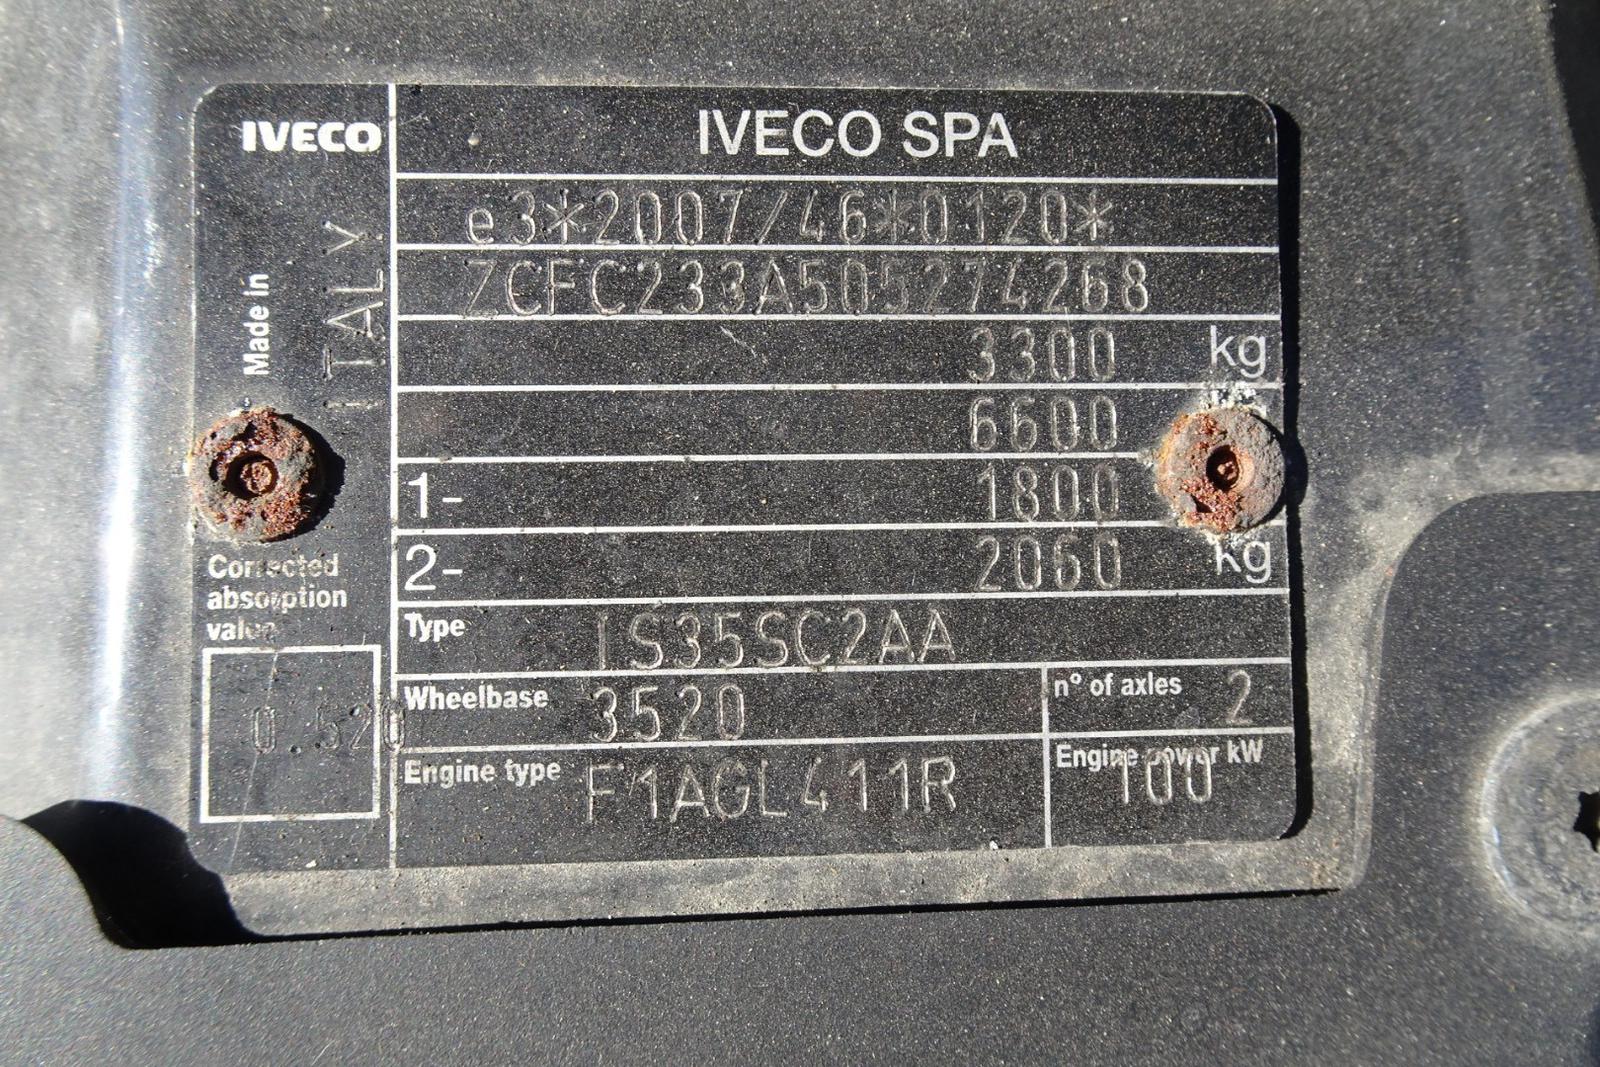 IVECO
IVECO SPA
e3*2007/46*0120*
ZCFC233A505274268
Made in
ITALY
3300 kg
6600
1- 1800
2- 2060 kg
Corrected
absorption
value
0.520
Type IS35SC2AA
Wheelbase 3520
n° of axles 2
Engine type F1AGL411R
Engine power kW
100